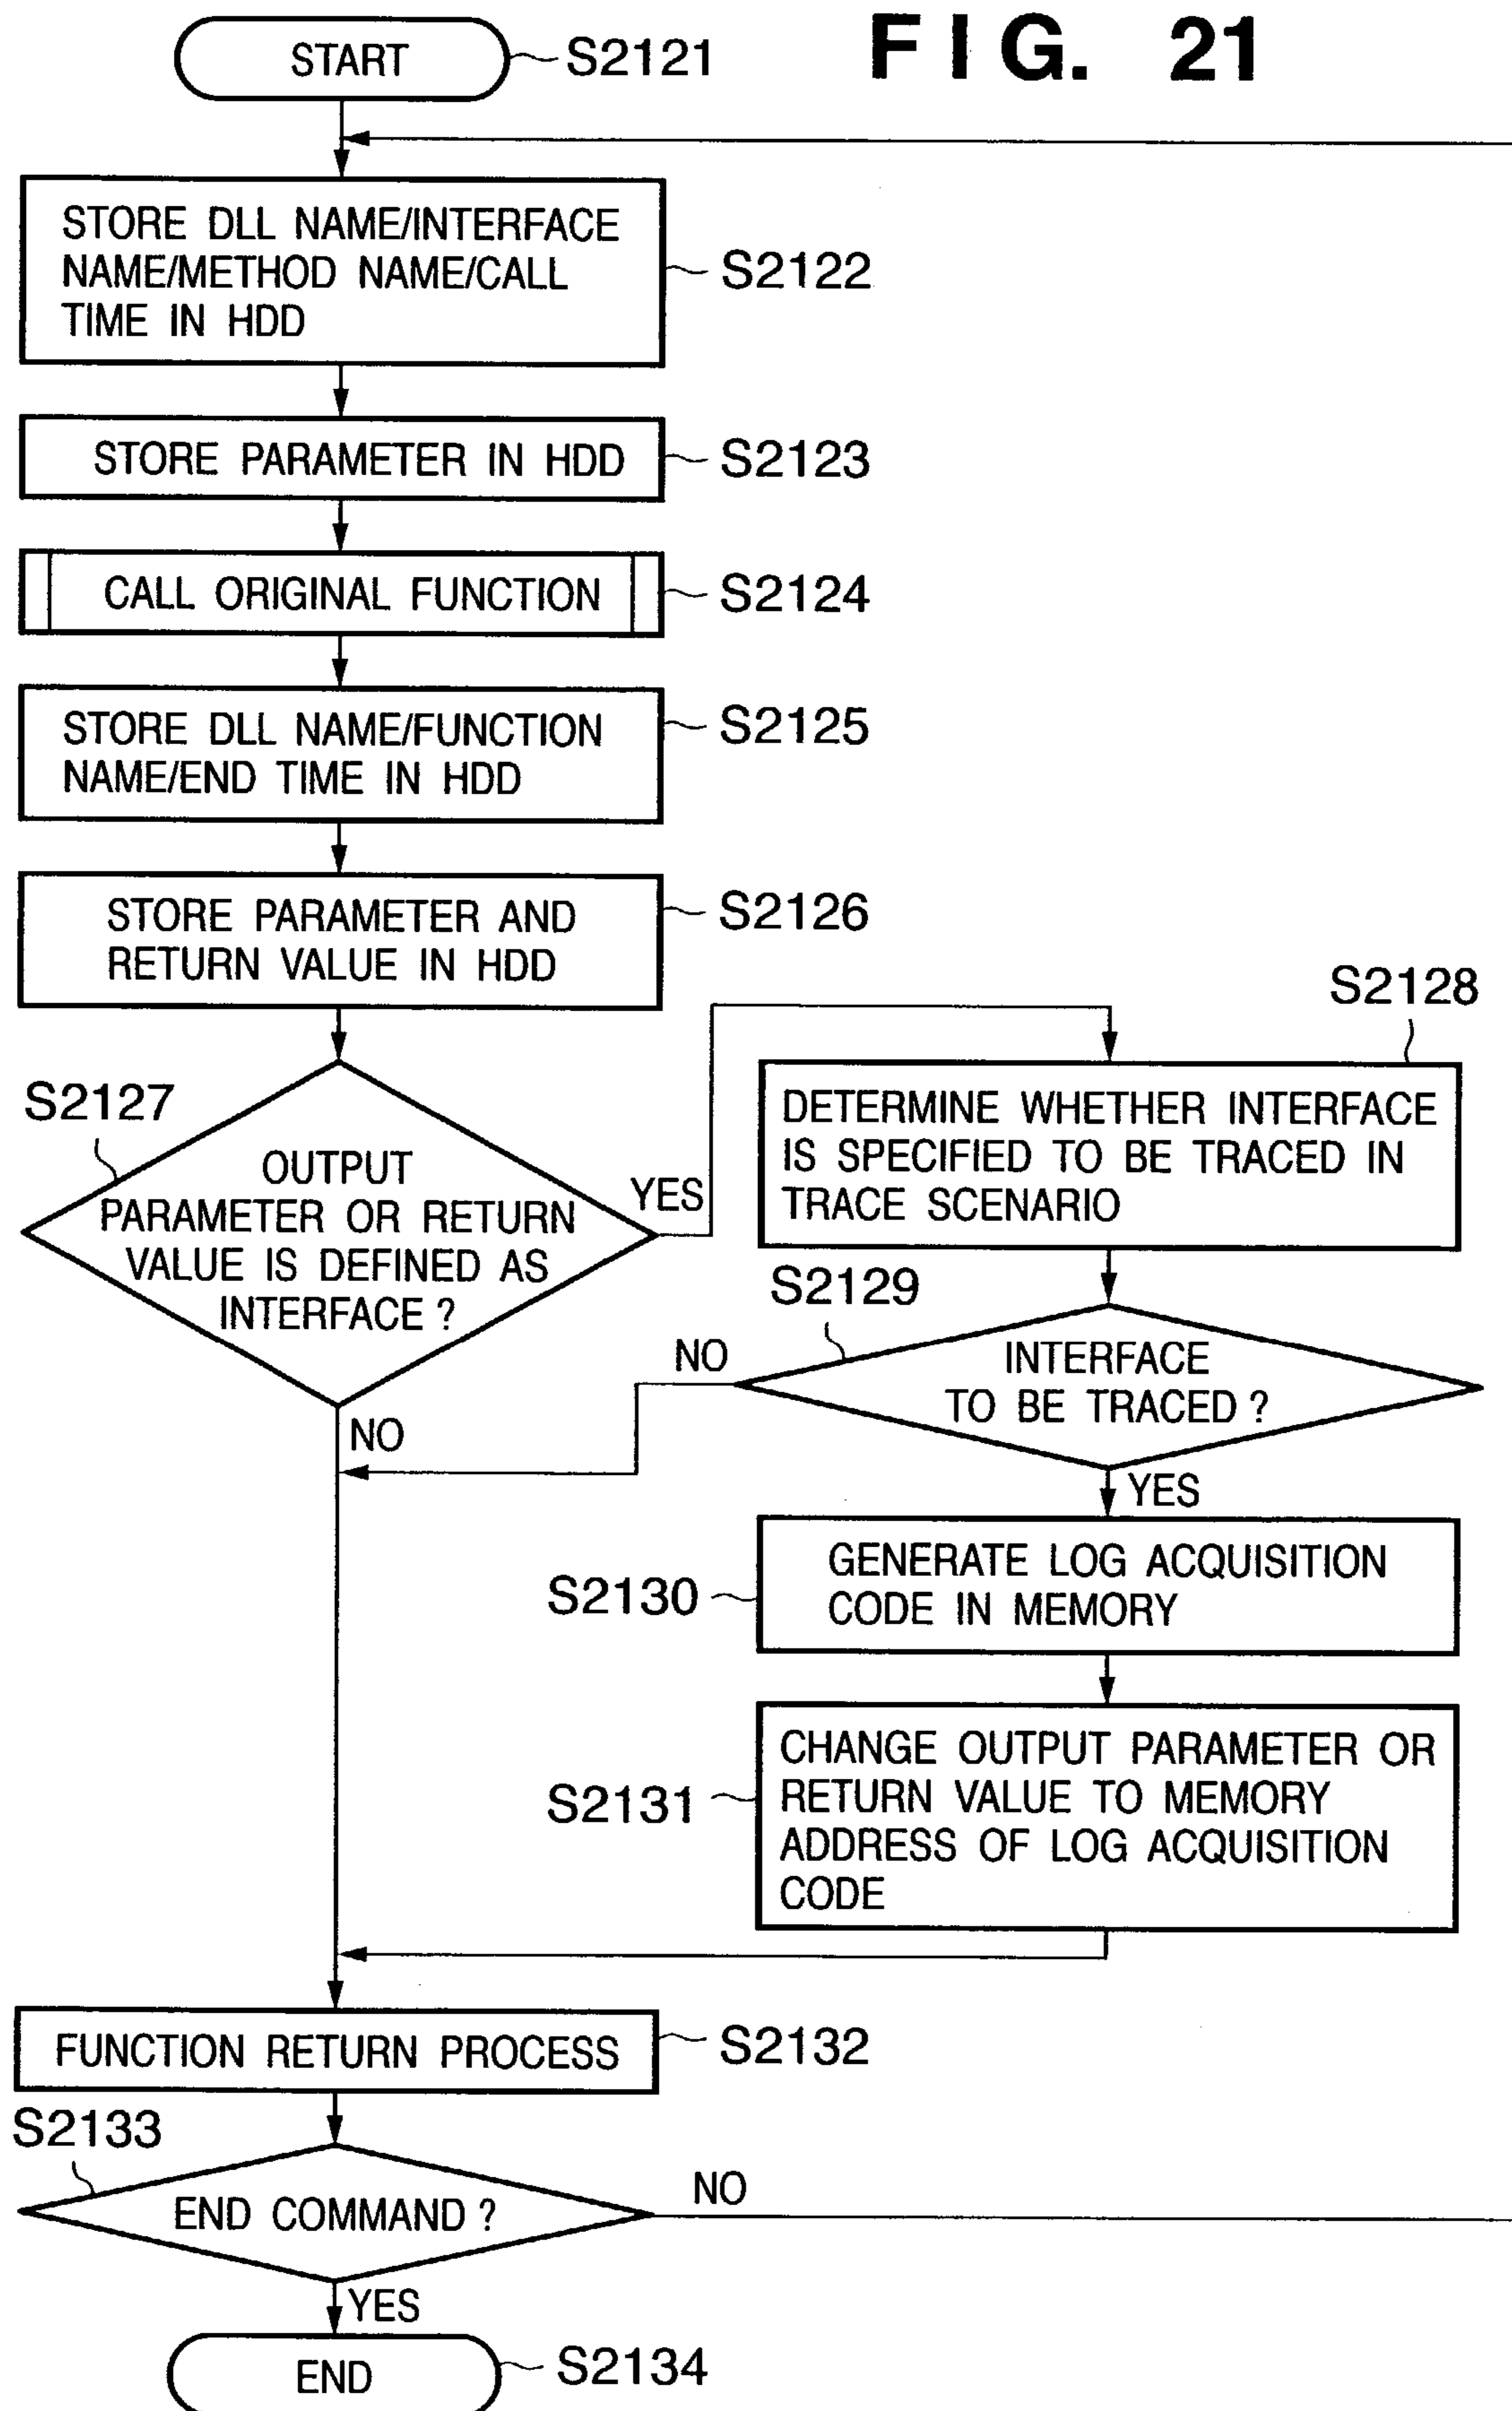 FIG. 21
START
S2121
STORE DLL NAME/INTERFACE
NAME/METHOD NAME/CALL
TIME IN HDD
S2122
STORE PARAMETER IN HDD
S2123
CALL ORIGINAL FUNCTION
S2124
STORE DLL NAME/FUNCTION
NAME/END TIME IN HDD
S2125
STORE PARAMETER AND
RETURN VALUE IN HDD
S2126
S2127
OUTPUT
PARAMETER OR RETURN
VALUE IS DEFINED AS
INTERFACE ?
YES
NO
S2128
DETERMINE WHETHER INTERFACE
IS SPECIFIED TO BE TRACED IN
TRACE SCENARIO
S2129
INTERFACE
TO BE TRACED ?
NO
YES
GENERATE LOG ACQUISITION
CODE IN MEMORY
S2130
CHANGE OUTPUT PARAMETER OR
RETURN VALUE TO MEMORY
ADDRESS OF LOG ACQUISITION
CODE
S2131
FUNCTION RETURN PROCESS
S2132
S2133
END COMMAND ?
NO
YES
END
S2134